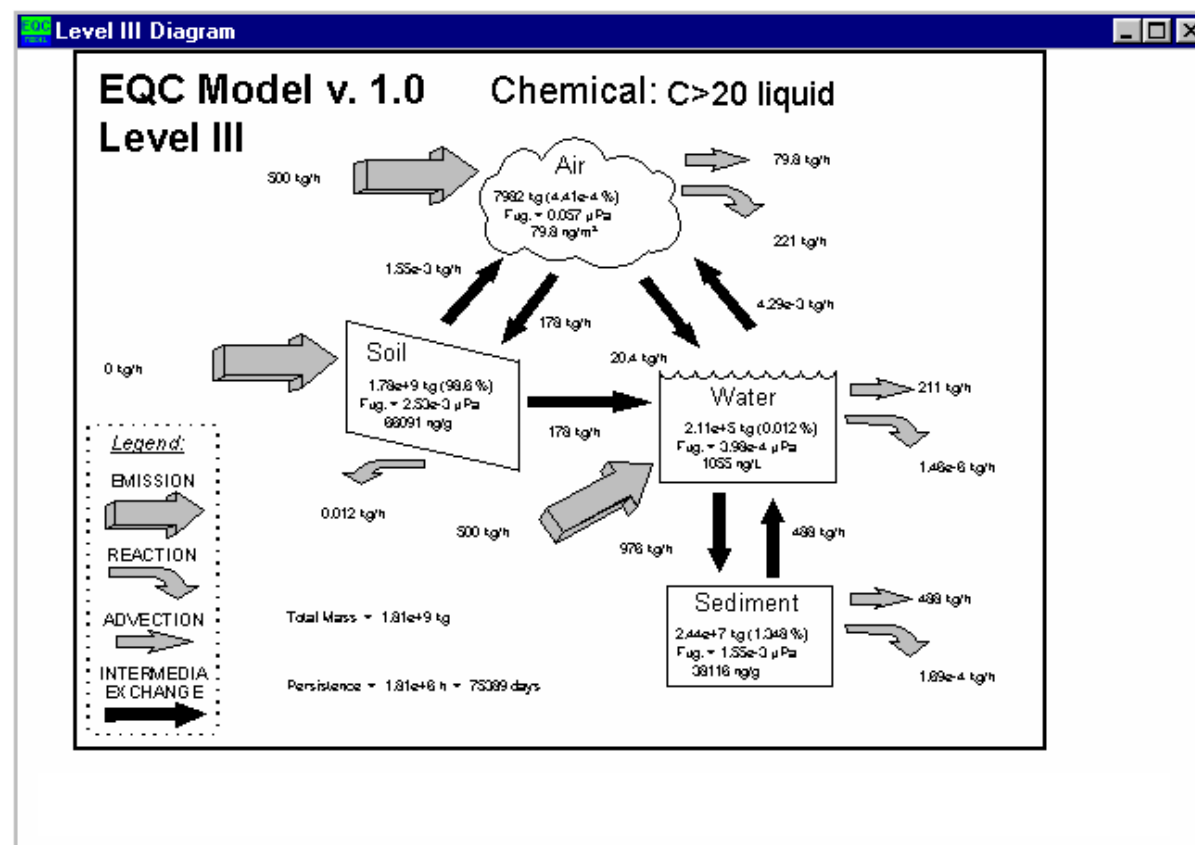 EQC
Level III Diagram
EQC Model v. 1.0
Level III
Chemical: C>20 liquid
500 kg/h
Air
7982 kg (4.41e-4 %)
Fug. = 0.057 µPa
79.8 ng/m³
79.8 kg/h
221 kg/h
1.55e-3 kg/h
178 kg/h
20.4 kg/h
4.29e-3 kg/h
0 kg/h
Soil
1.78e+9 kg (98.6 %)
Fug. = 2.53e-3 µPa
66091 ng/g
0.012 kg/h
178 kg/h
500 kg/h
Water
2.11e+5 kg (0.012 %)
Fug. = 3.98e-4 µPa
1055 ng/L
211 kg/h
1.46e-6 kg/h
976 kg/h
488 kg/h
Sediment
2.44e+7 kg (1.348 %)
Fug. = 1.55e-3 µPa
38116 ng/g
488 kg/h
1.69e-4 kg/h
Legend:
EMISSION
REACTION
ADVECTION
INTERMEDIA
EXCHANGE
Total Mass = 1.81e+9 kg
Persistence = 1.81e+6 h = 75389 days